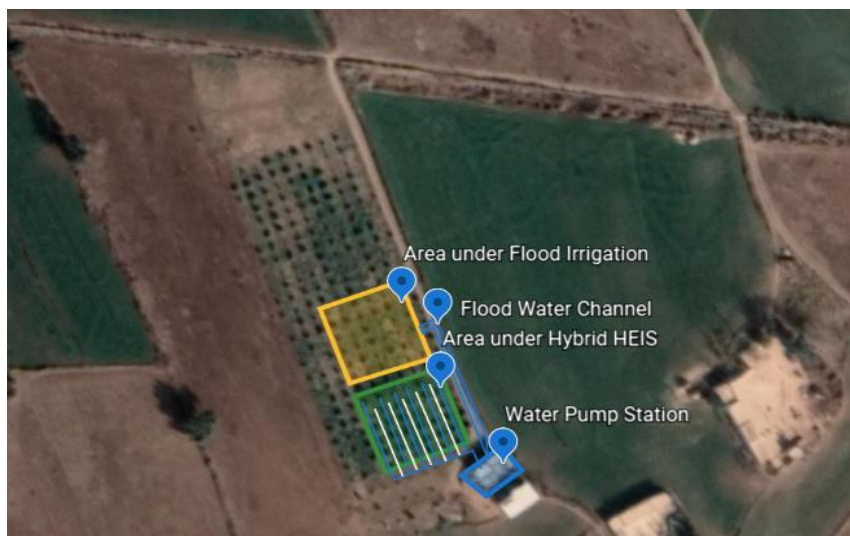 Area under Flood Irrigation
Flood Water Channel
Area under Hybrid HEIS
Water Pump Station